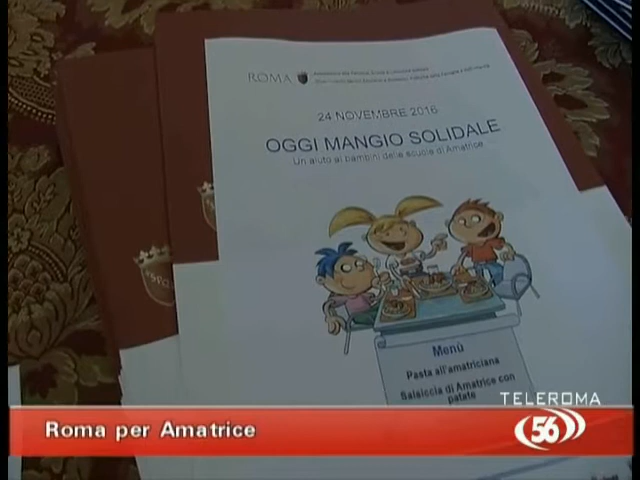 ROMA
24 NOVEMBRE 2016
OGGI MANGIO SOLIDALE
Un aiuto ai bambini delle scuole di Amatrice
Menù
Pasta all'amatriciana
Salsiccia di Amatrice con
patate
TELEROMA
56
Roma per Amatrice